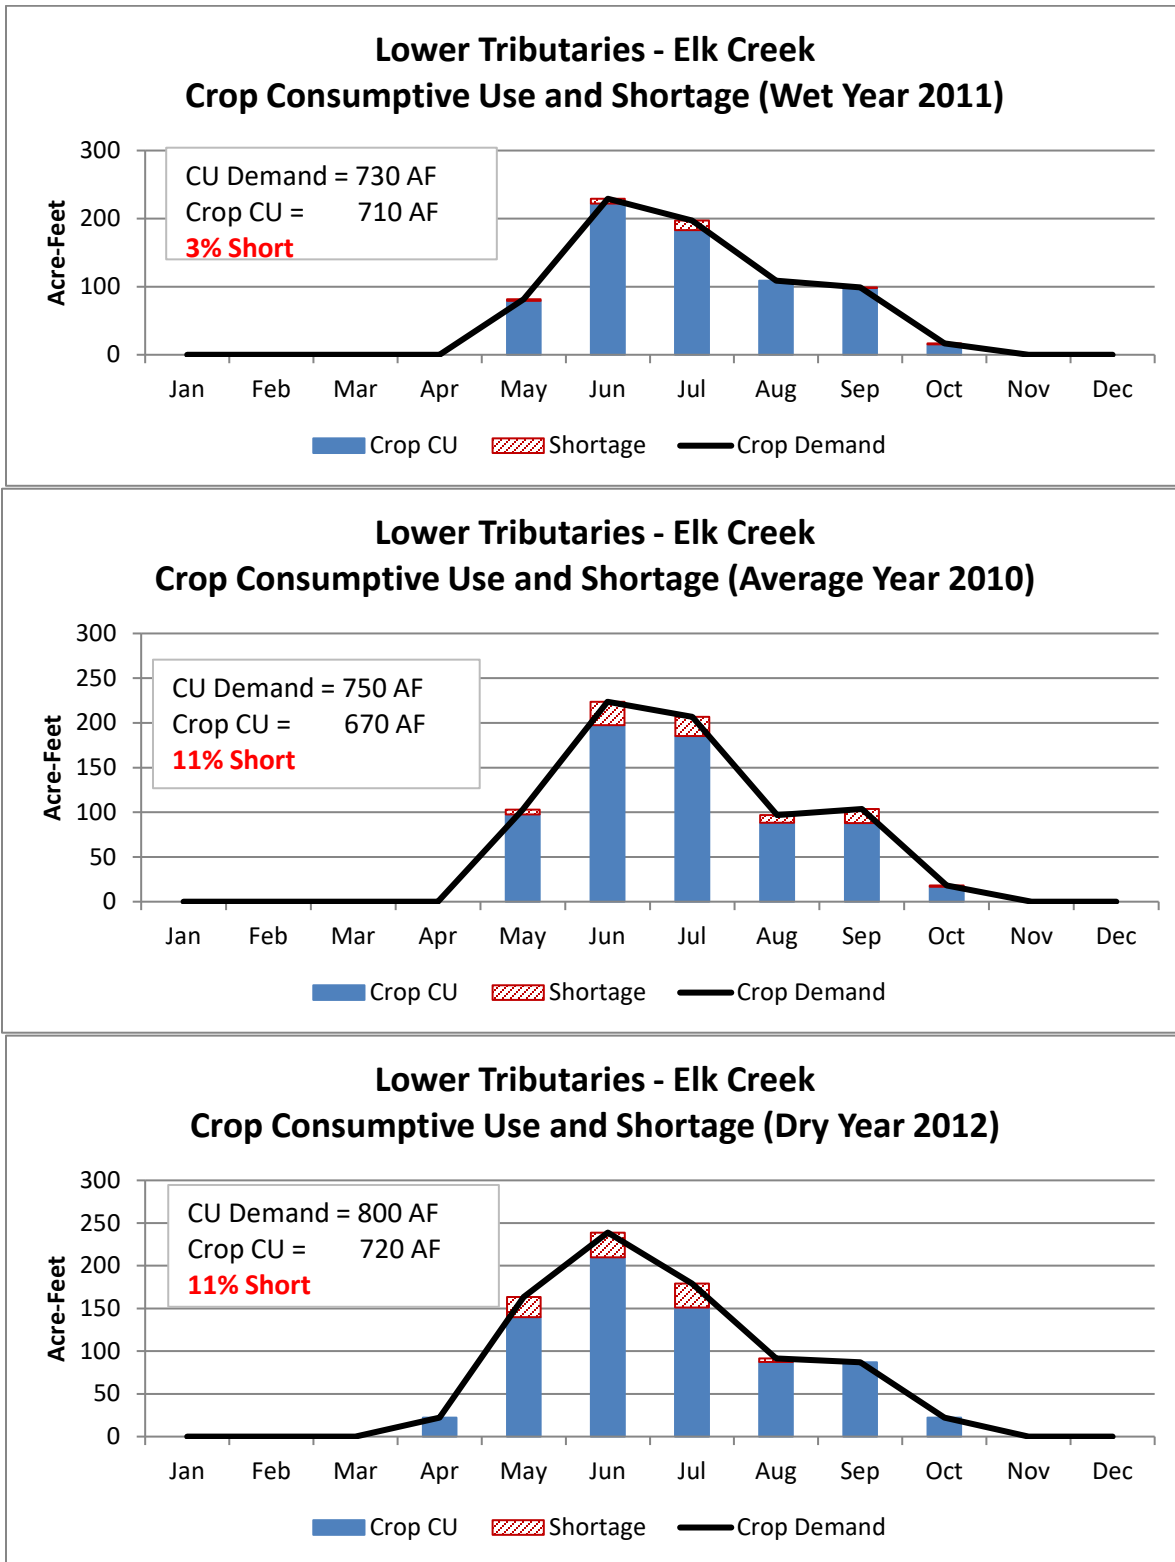 Lower Tributaries - Elk Creek
Crop Consumptive Use and Shortage (Wet Year 2011)
300
200
100
0
Acre-Feet
CU Demand = 730 AF
Crop CU = 710 AF
3% Short
Jan Feb Mar Apr May Jun Jul Aug Sep Oct Nov Dec
Crop CU Shortage Crop Demand
Lower Tributaries - Elk Creek
Crop Consumptive Use and Shortage (Average Year 2010)
300
250
200
150
100
50
0
Acre-Feet
CU Demand = 750 AF
Crop CU = 670 AF
11% Short
Jan Feb Mar Apr May Jun Jul Aug Sep Oct Nov Dec
Crop CU Shortage Crop Demand
Lower Tributaries - Elk Creek
Crop Consumptive Use and Shortage (Dry Year 2012)
300
250
200
150
100
50
0
Acre-Feet
CU Demand = 800 AF
Crop CU = 720 AF
11% Short
Jan Feb Mar Apr May Jun Jul Aug Sep Oct Nov Dec
Crop CU Shortage Crop Demand